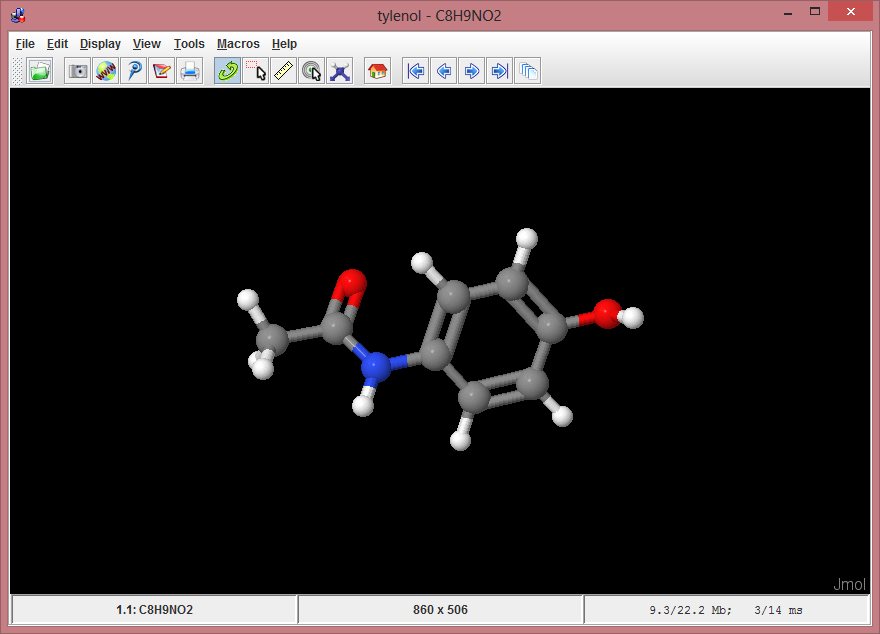 tylenol - C8H9NO2
File Edit Display View Tools Macros Help
Jmol
1.1: C8H9NO2 860 x 506 9.3/22.2 Mb; 3/14 ms